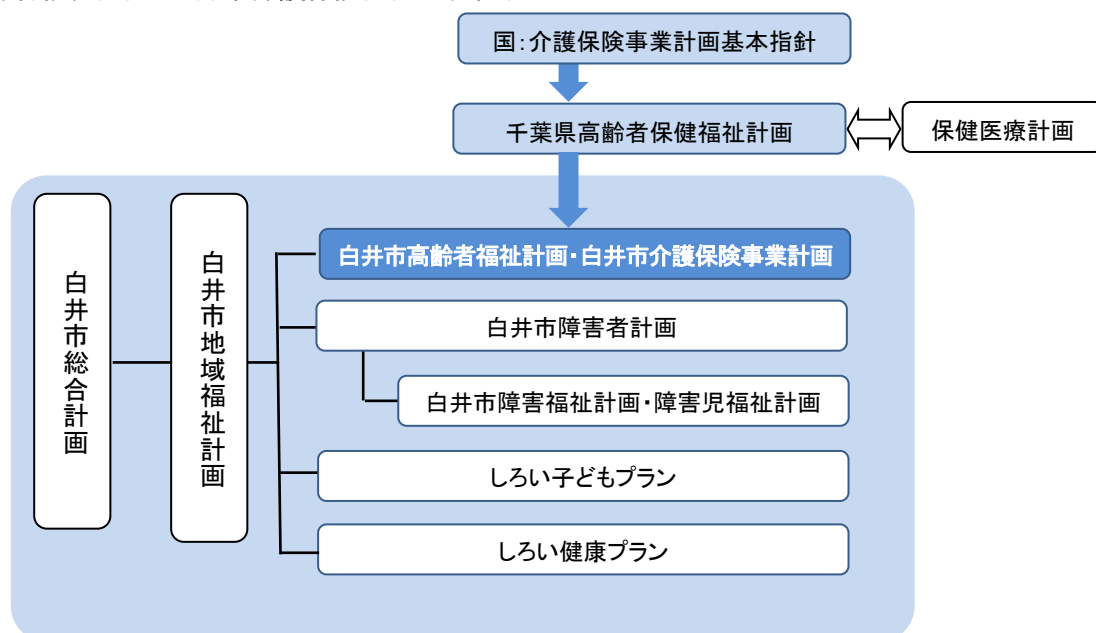 国：介護保険事業計画基本指針
千葉県高齢者保健福祉計画
保健医療計画
白井市総合計画
白井市地域福祉計画
白井市高齢者福祉計画・白井市介護保険事業計画
白井市障害者計画
白井市障害福祉計画・障害児福祉計画
しろい子どもプラン
しろい健康プラン